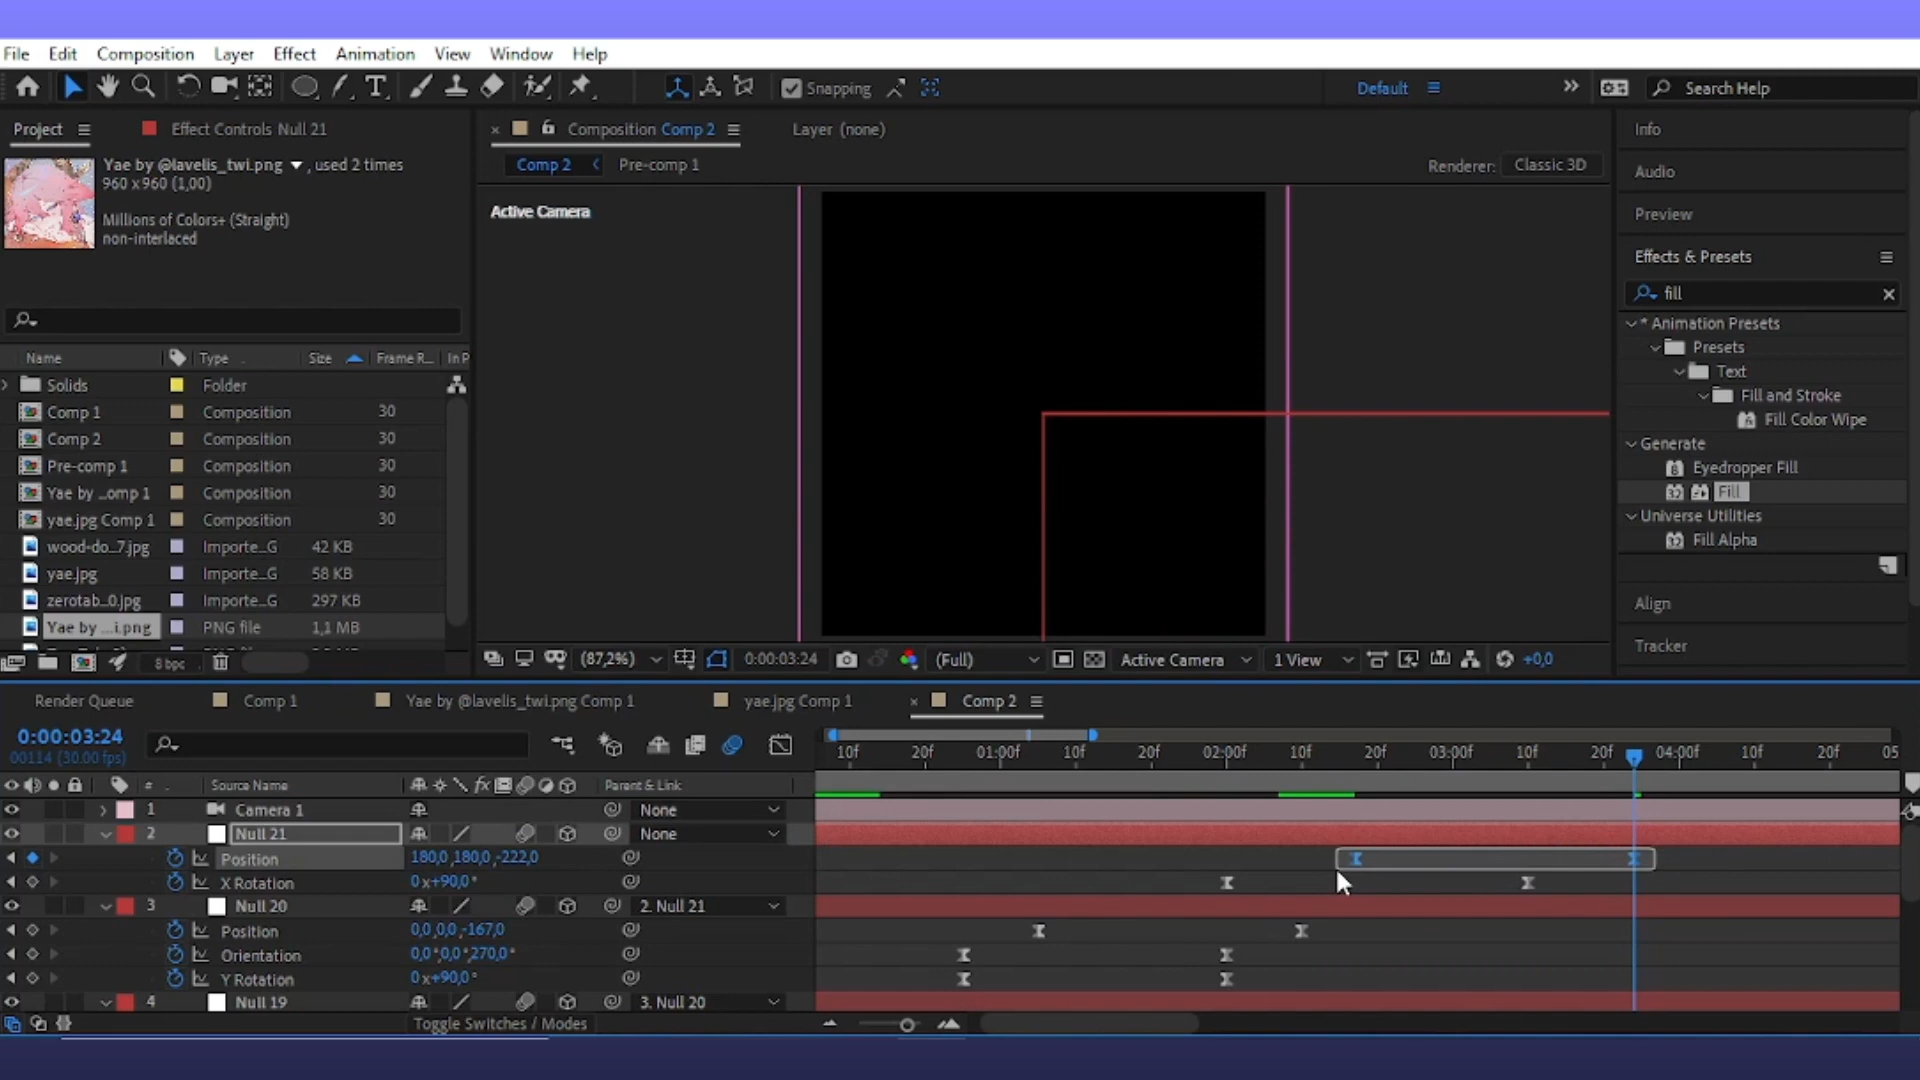 File Edit Composition Layer Effect Animation View Window Help
Snapping Default Search Help
Project Effect Controls Null 21
Yae by @lavelis_twi.png , used 2 times
960 x 960 (1,00)
Millions of Colors+ (Straight)
non-interlaced
Name Type Size Frame R... In P
Solids Folder
Comp 1 Composition 30
Comp 2 Composition 30
Pre-comp 1 Composition 30
Yae by ...omp 1 Composition 30
yae.jpg Comp 1 Composition 30
wood-do...7.jpg Importe...G 42 KB
yae.jpg Importe...G 58 KB
zerotab...0.jpg Importe...G 297 KB
Yae by ...i.png PNG file 1,1 MB
8 bpc
Composition Comp 2 Layer (none)
Comp 2 Pre-comp 1 Renderer: Classic 3D
Active Camera
(87,2%) 0:00:03:24 (Full) Active Camera 1 View +0,0
Info
Audio
Preview
Effects & Presets
fill
* Animation Presets
Presets
Text
Fill and Stroke
Fill Color Wipe
Generate
Eyedropper Fill
Fill
Universe Utilities
Fill Alpha
Align
Tracker
Render Queue Comp 1 Yae by @lavelis_twi.png Comp 1 yae.jpg Comp 1 Comp 2
0:00:03:24
00114 (30.00 fps)
10f 20f 01:00f 10f 20f 02:00f 10f 20f 03:00f 10f 20f 04:00f 10f 20f 05
# Source Name Parent & Link
1 Camera 1 None
2 Null 21 None
Position 180,0,180,0,-222,0
X Rotation 0x+90,0°
3 Null 20 2. Null 21
Position 0,0,0,0,-167,0
Orientation 0,0°,0,0°,270,0°
Y Rotation 0x+90,0°
4 Null 19 3. Null 20
Toggle Switches / Modes